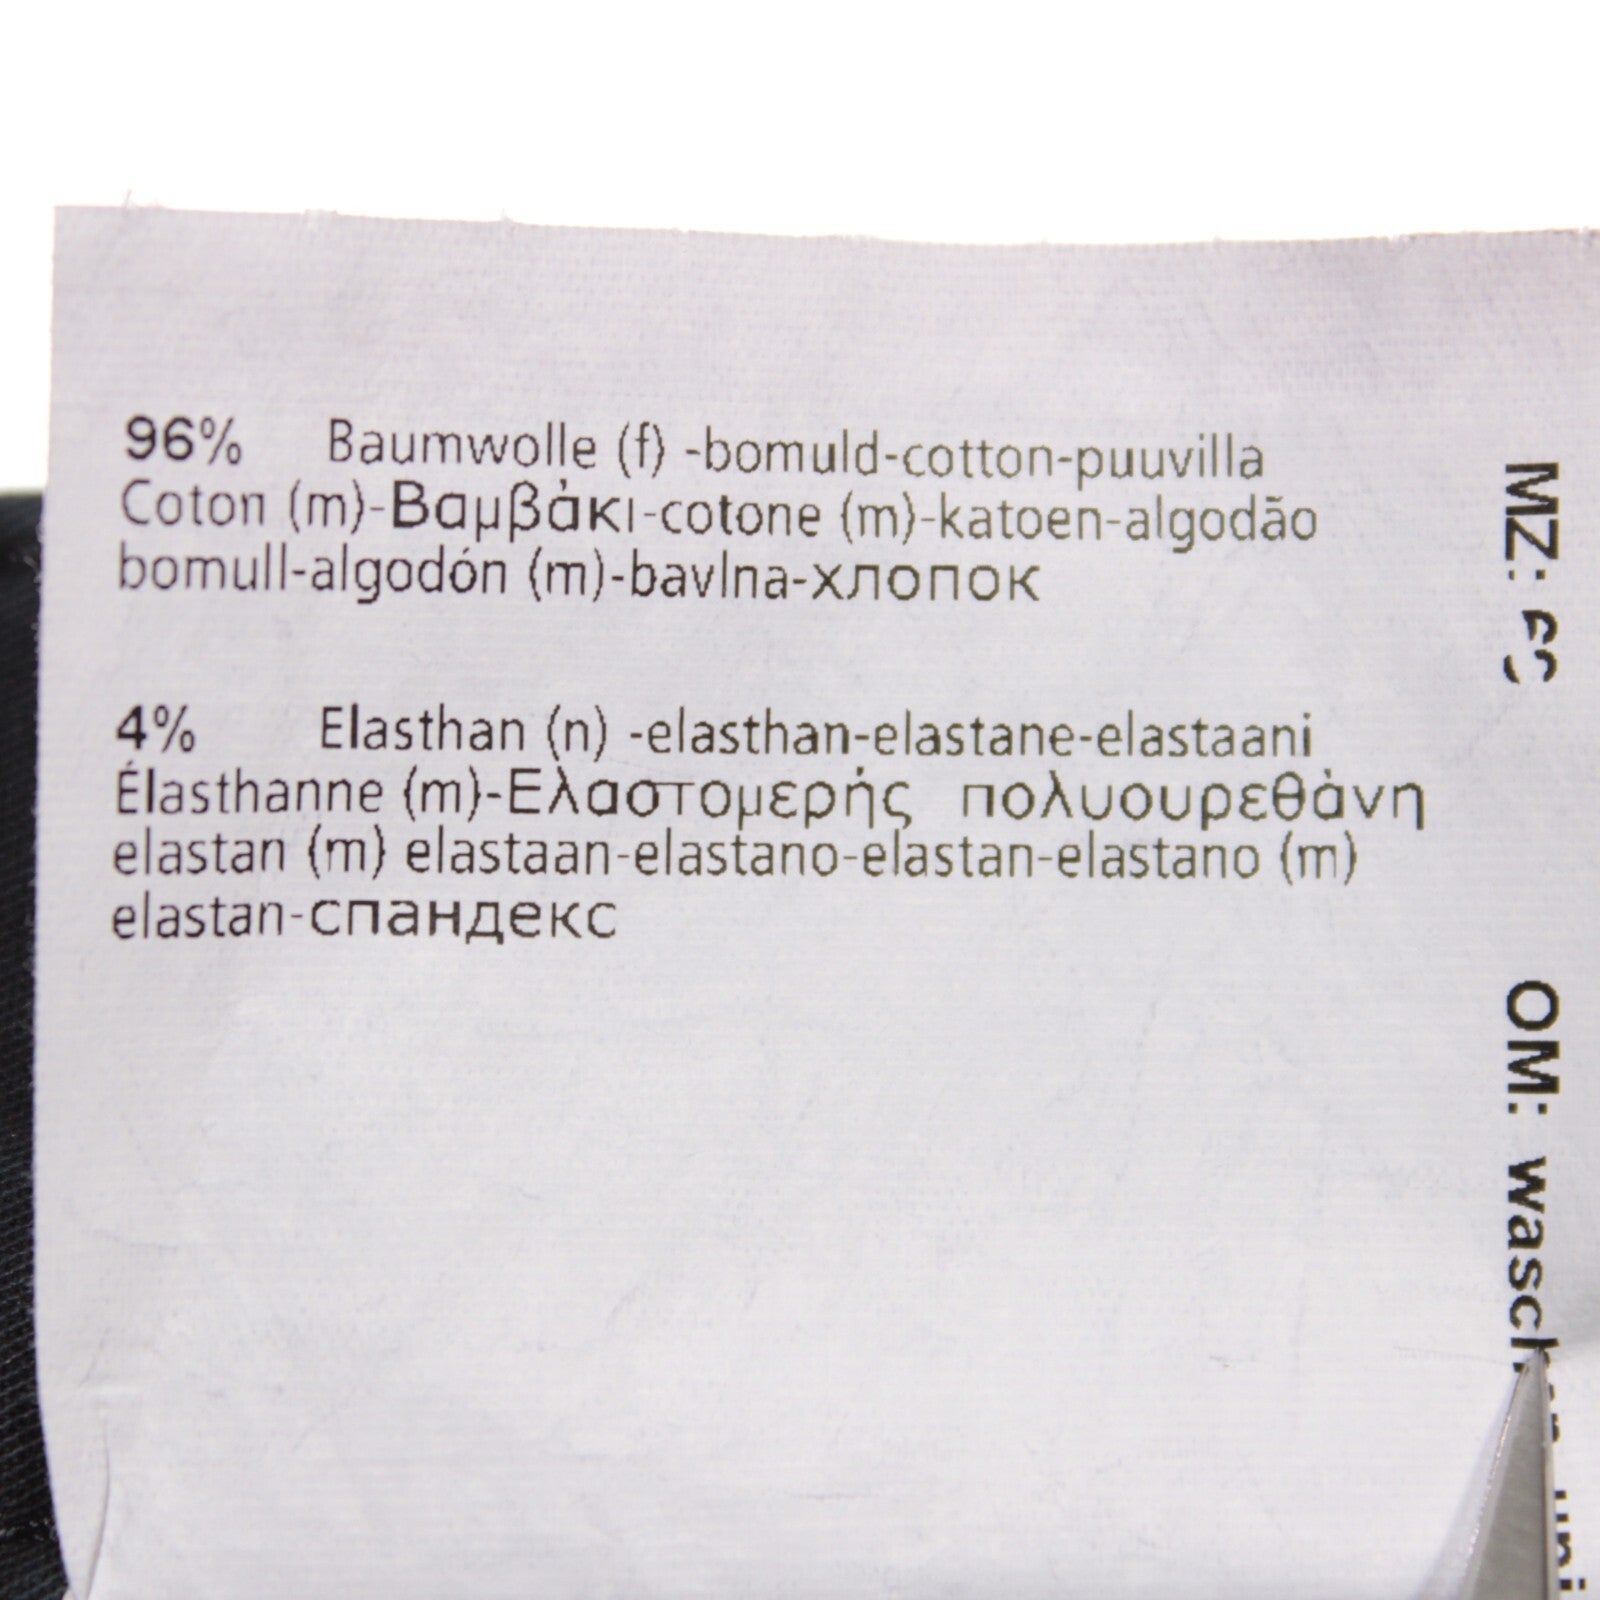 96% Baumwolle (f) -bomuld-cotton-puuvilla
Coton (m)-Βαμβάκι-cotone (m)-katoen-algodão
bomull-algodón (m)-bavlna-хлопок
4% Elasthan (n) -elasthan-elastane-elastaani
Élasthanne (m)-Ελαστομερής πολυουρεθάνη
elastan (m) elastaan-elastano-elastan-elastano (m)
elastan-спандекс
MZ:
OM: